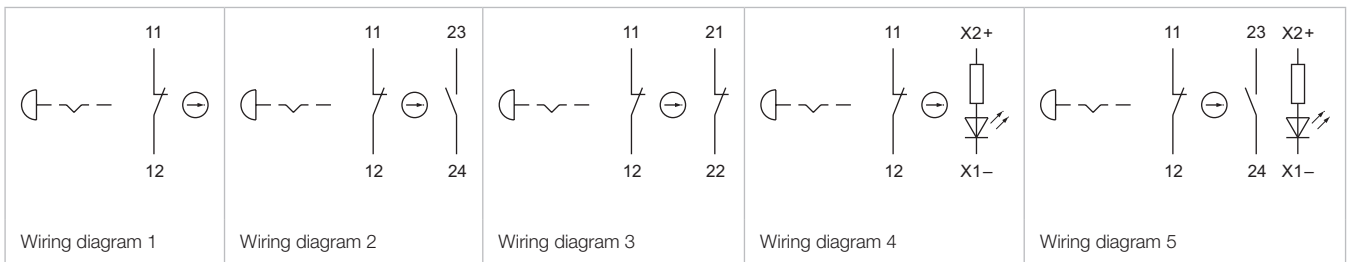 11
12
Wiring diagram 1
11 23
12 24
Wiring diagram 2
11 21
12 22
Wiring diagram 3
11 X2+
12 X1–
Wiring diagram 4
11 23 X2+
12 24 X1–
Wiring diagram 5